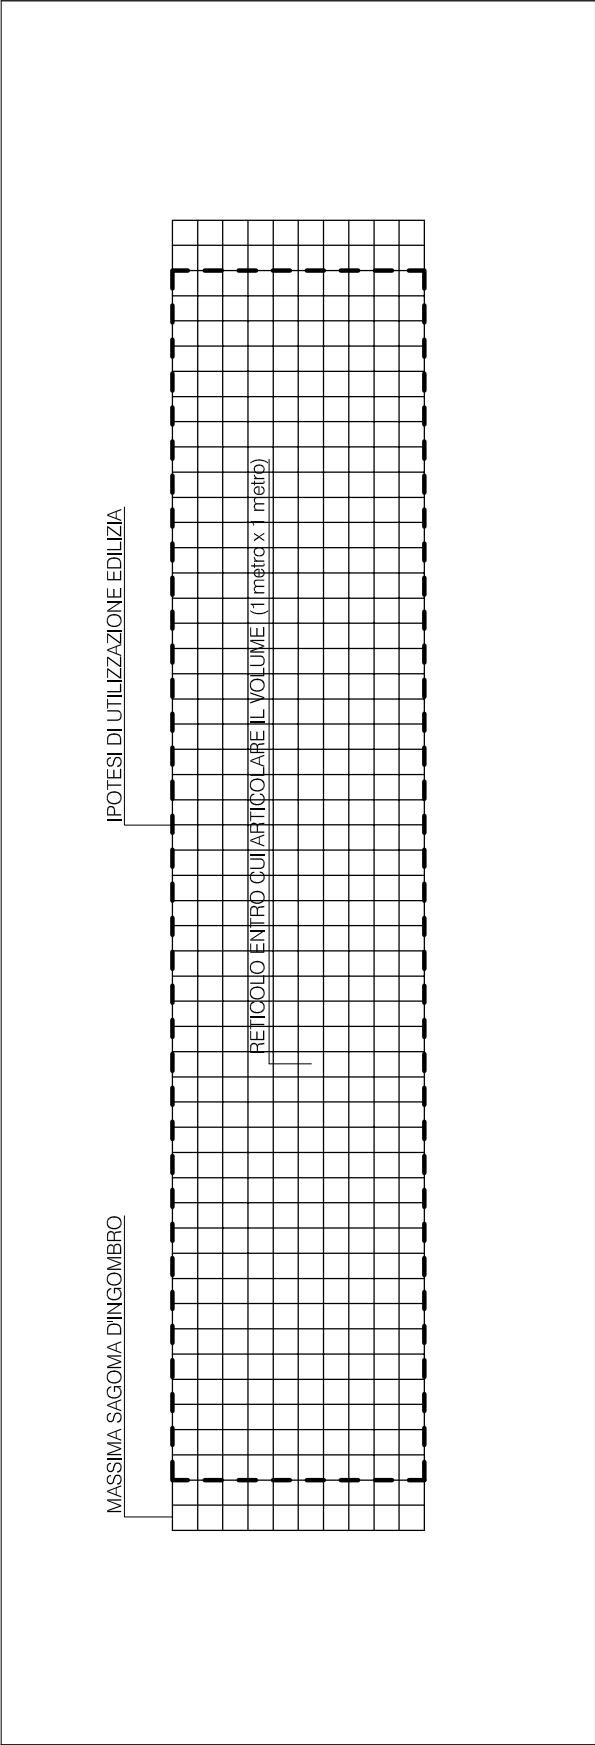 MASSIMA SAGOMA D'INGOMBRO
IPOTESI DI UTILIZZAZIONE EDILIZIA
RETICOLO ENTRO CUI ARTICOLARE IL VOLUME (1 metro x 1 metro)